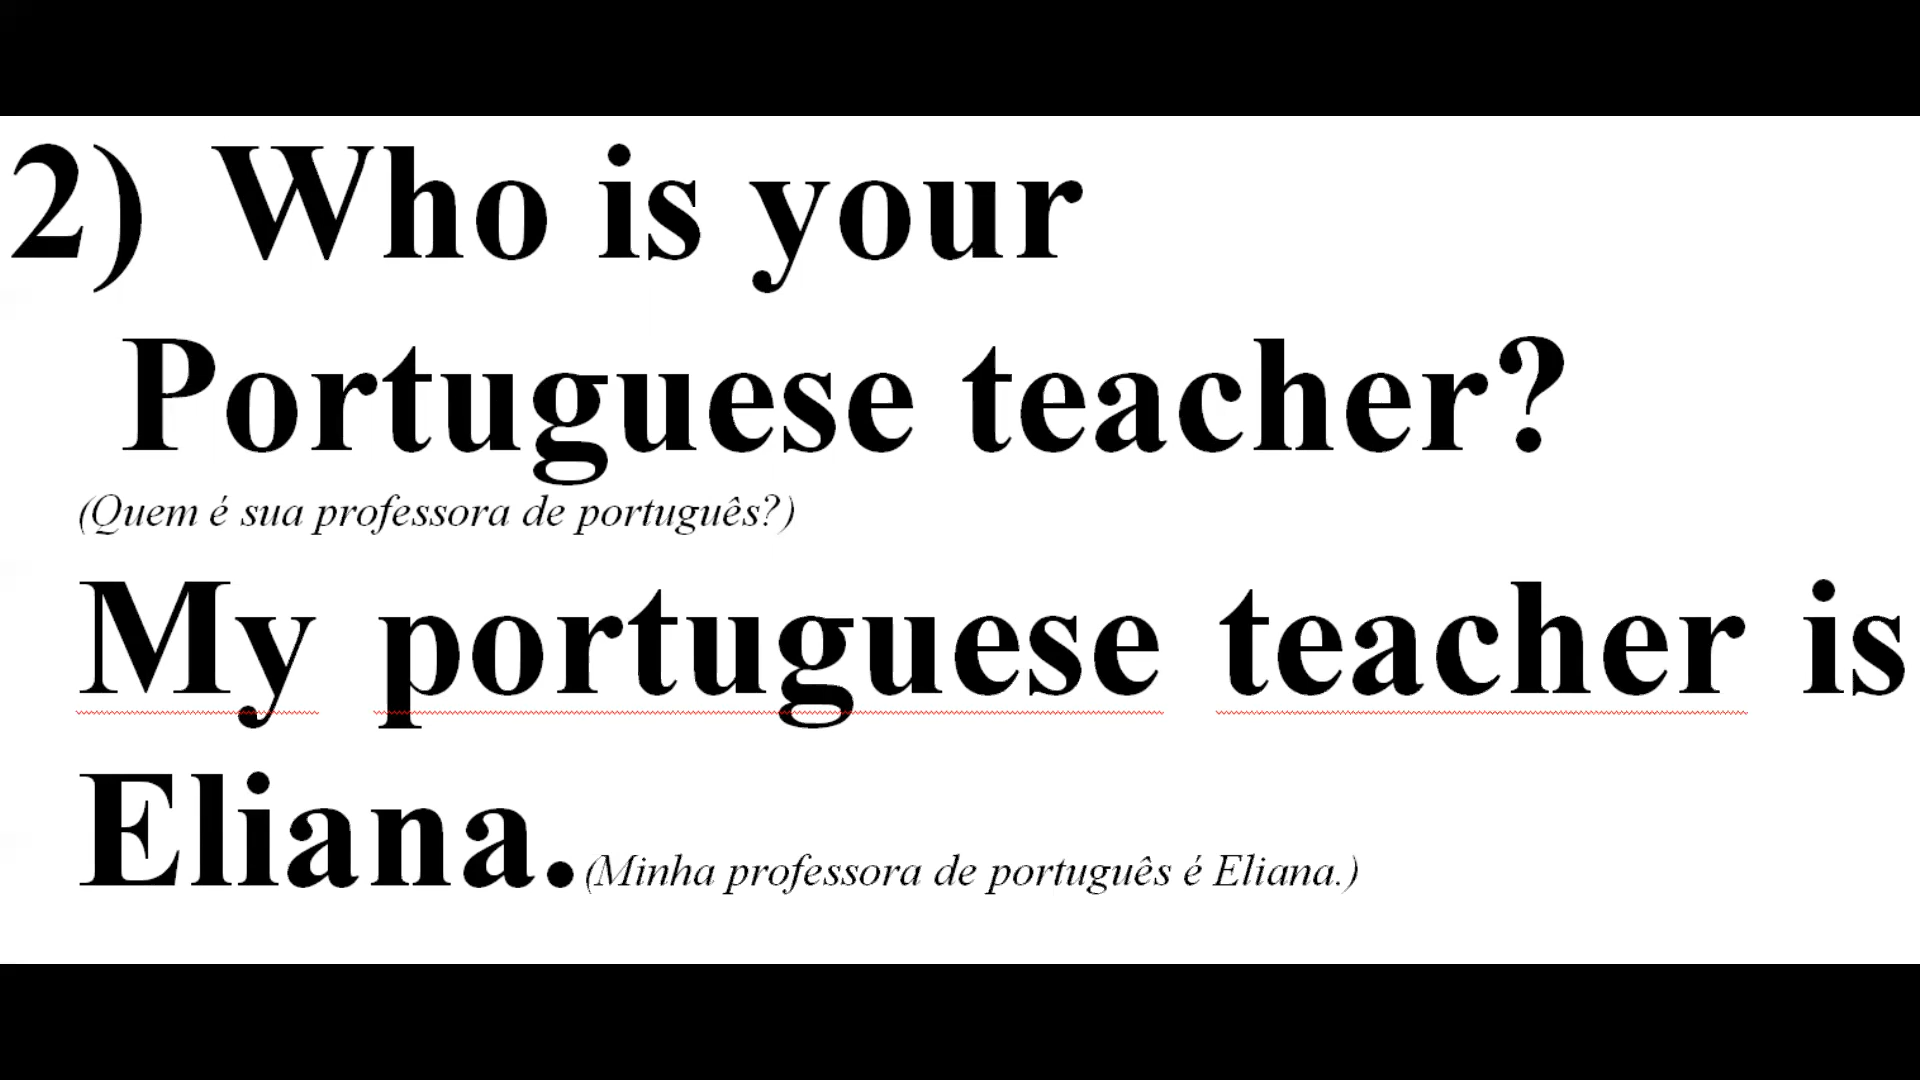 2) Who is your
Portuguese teacher?
(Quem é sua professora de português?)
My portuguese teacher is
Eliana. (Minha professora de português é Eliana.)